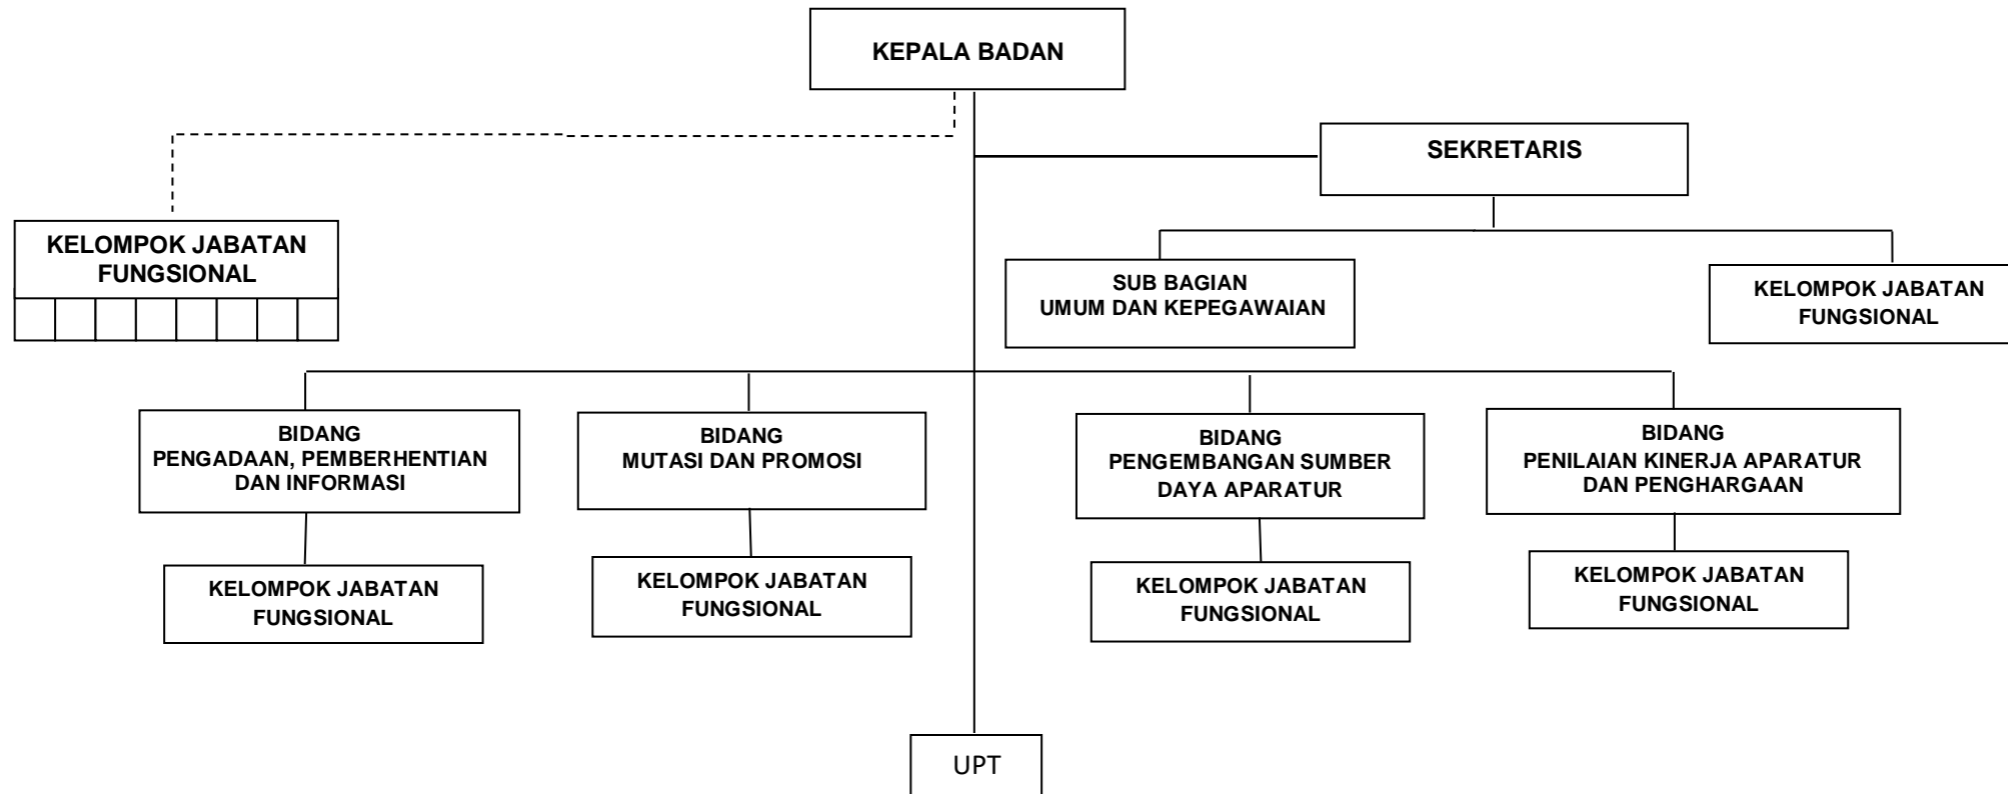 KEPALA BADAN
SEKRETARIS
KELOMPOK JABATAN
FUNGSIONAL
SUB BAGIAN
UMUM DAN KEPEGAWAIAN
KELOMPOK JABATAN
FUNGSIONAL
BIDANG
PENGADAAN, PEMBERHENTIAN
DAN INFORMASI
BIDANG
MUTASI DAN PROMOSI
BIDANG
PENGEMBANGAN SUMBER
DAYA APARATUR
BIDANG
PENILAIAN KINERJA APARATUR
DAN PENGHARGAAN
KELOMPOK JABATAN
FUNGSIONAL
KELOMPOK JABATAN
FUNGSIONAL
KELOMPOK JABATAN
FUNGSIONAL
KELOMPOK JABATAN
FUNGSIONAL
UPT